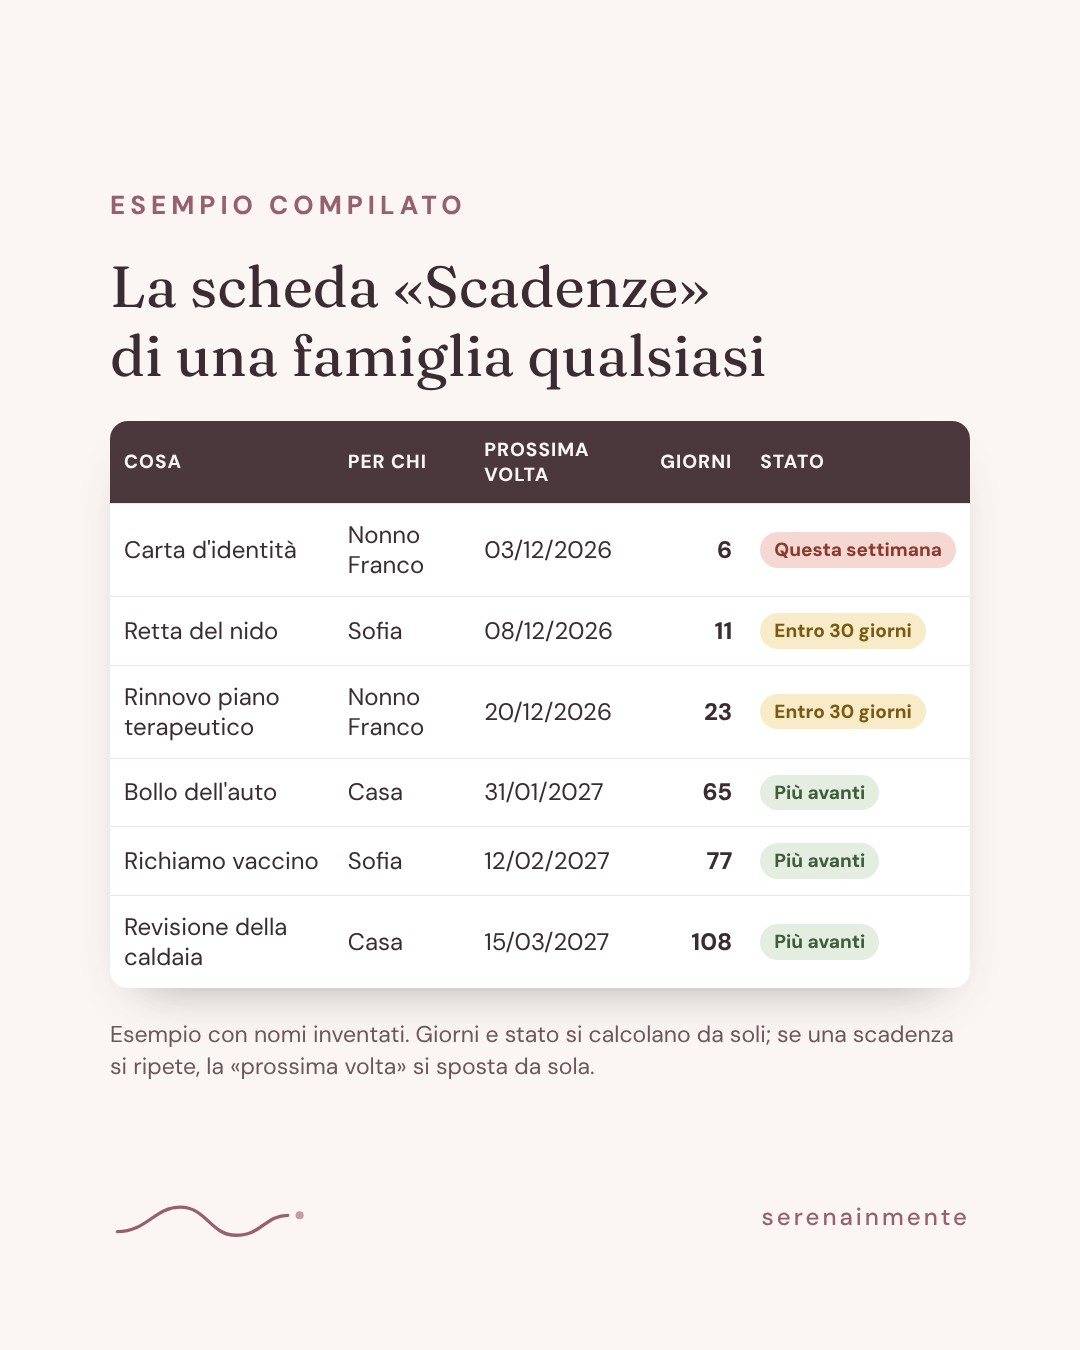 ESEMPIO COMPILATO
La scheda «Scadenze»
di una famiglia qualsiasi
COSA PER CHI PROSSIMA VOLTA GIORNI STATO
Carta d'identità Nonno Franco 03/12/2026 6 Questa settimana
Retta del nido Sofia 08/12/2026 11 Entro 30 giorni
Rinnovo piano terapeutico Nonno Franco 20/12/2026 23 Entro 30 giorni
Bollo dell'auto Casa 31/01/2027 65 Più avanti
Richiamo vaccino Sofia 12/02/2027 77 Più avanti
Revisione della caldaia Casa 15/03/2027 108 Più avanti
Esempio con nomi inventati. Giorni e stato si calcolano da soli; se una scadenza
si ripete, la «prossima volta» si sposta da sola.
serenainmente